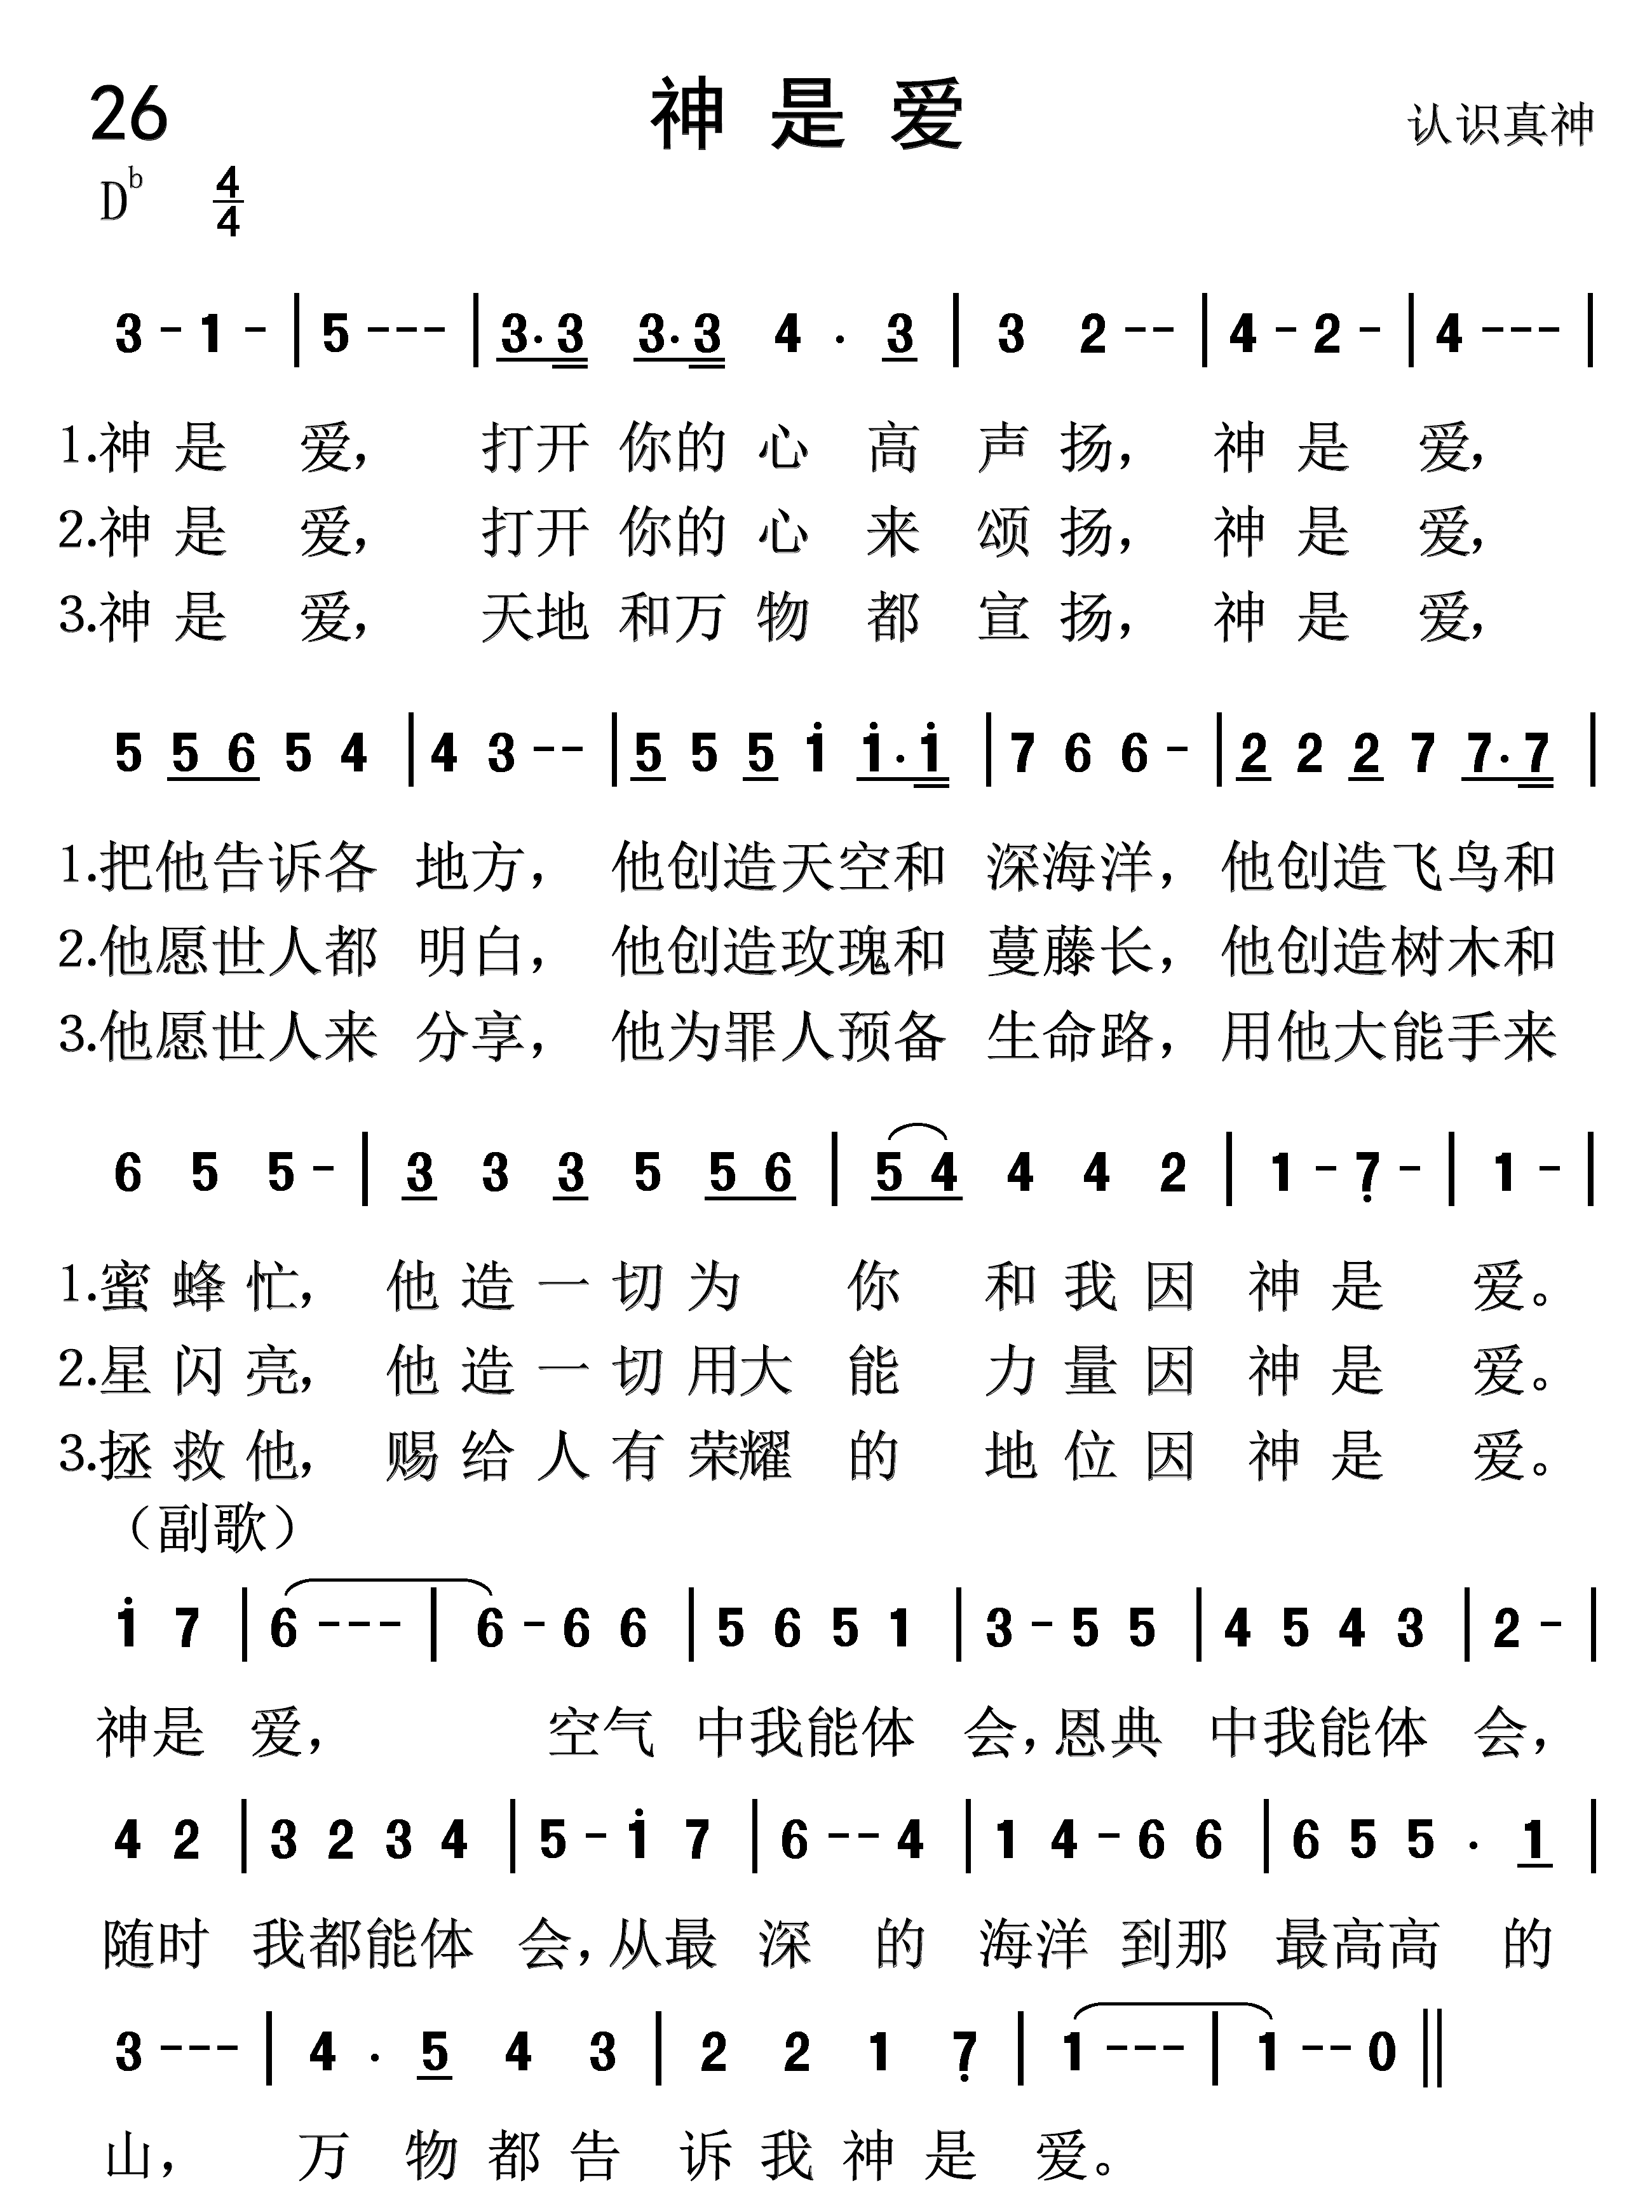 26 神是爱 认识真神
D♭ 4/4
3 - 1 - | 5 - - - | 3. 3 3. 3 4 . 3 | 3 2 - - | 4 - 2 - | 4 - - - |
1.神是 爱, 打开 你的 心 高 声 扬, 神 是 爱,
2.神是 爱, 打开 你的 心 来 颂 扬, 神 是 爱,
3.神是 爱, 天地 和万 物 都 宣 扬, 神 是 爱,
5 5 6 5 4 | 4 3 - - | 5 5 5 i i. i | 7 6 6 - | 2 2 2 7 7. 7 |
1.把他告诉各 地方, 他创造天空和 深海洋, 他创造飞鸟和
2.他愿世人都 明白, 他创造玫瑰和 蔓藤长, 他创造树木和
3.他愿世人来 分享, 他为罪人预备 生命路, 用他大能手来
6 5 5 - | 3 3 3 5 5 6 | 5 4 4 4 2 | 1 - 7̣ - | 1 - |
1.蜜蜂忙, 他造一切为 你 和我因 神是 爱。
2.星闪亮, 他造一切用大 能 力量因 神是 爱。
3.拯救他, 赐给人有荣耀 的 地位因 神是 爱。
（副歌）
i 7 | 6 - - - | 6 - 6 6 | 5 6 5 1 | 3 - 5 5 | 4 5 4 3 | 2 - |
神是 爱, 空气 中我能体 会,恩典 中我能体 会,
4 2 | 3 2 3 4 | 5 - i 7 | 6 - - 4 | 1 4 - 6 6 | 6 5 5 . 1 |
随时 我都能体 会,从最 深 的 海洋 到那 最高高 的
3 - - - | 4 . 5 4 3 | 2 2 1 7̣ | 1 - - - | 1 - - 0 ||
山, 万 物都告 诉我神是 爱。